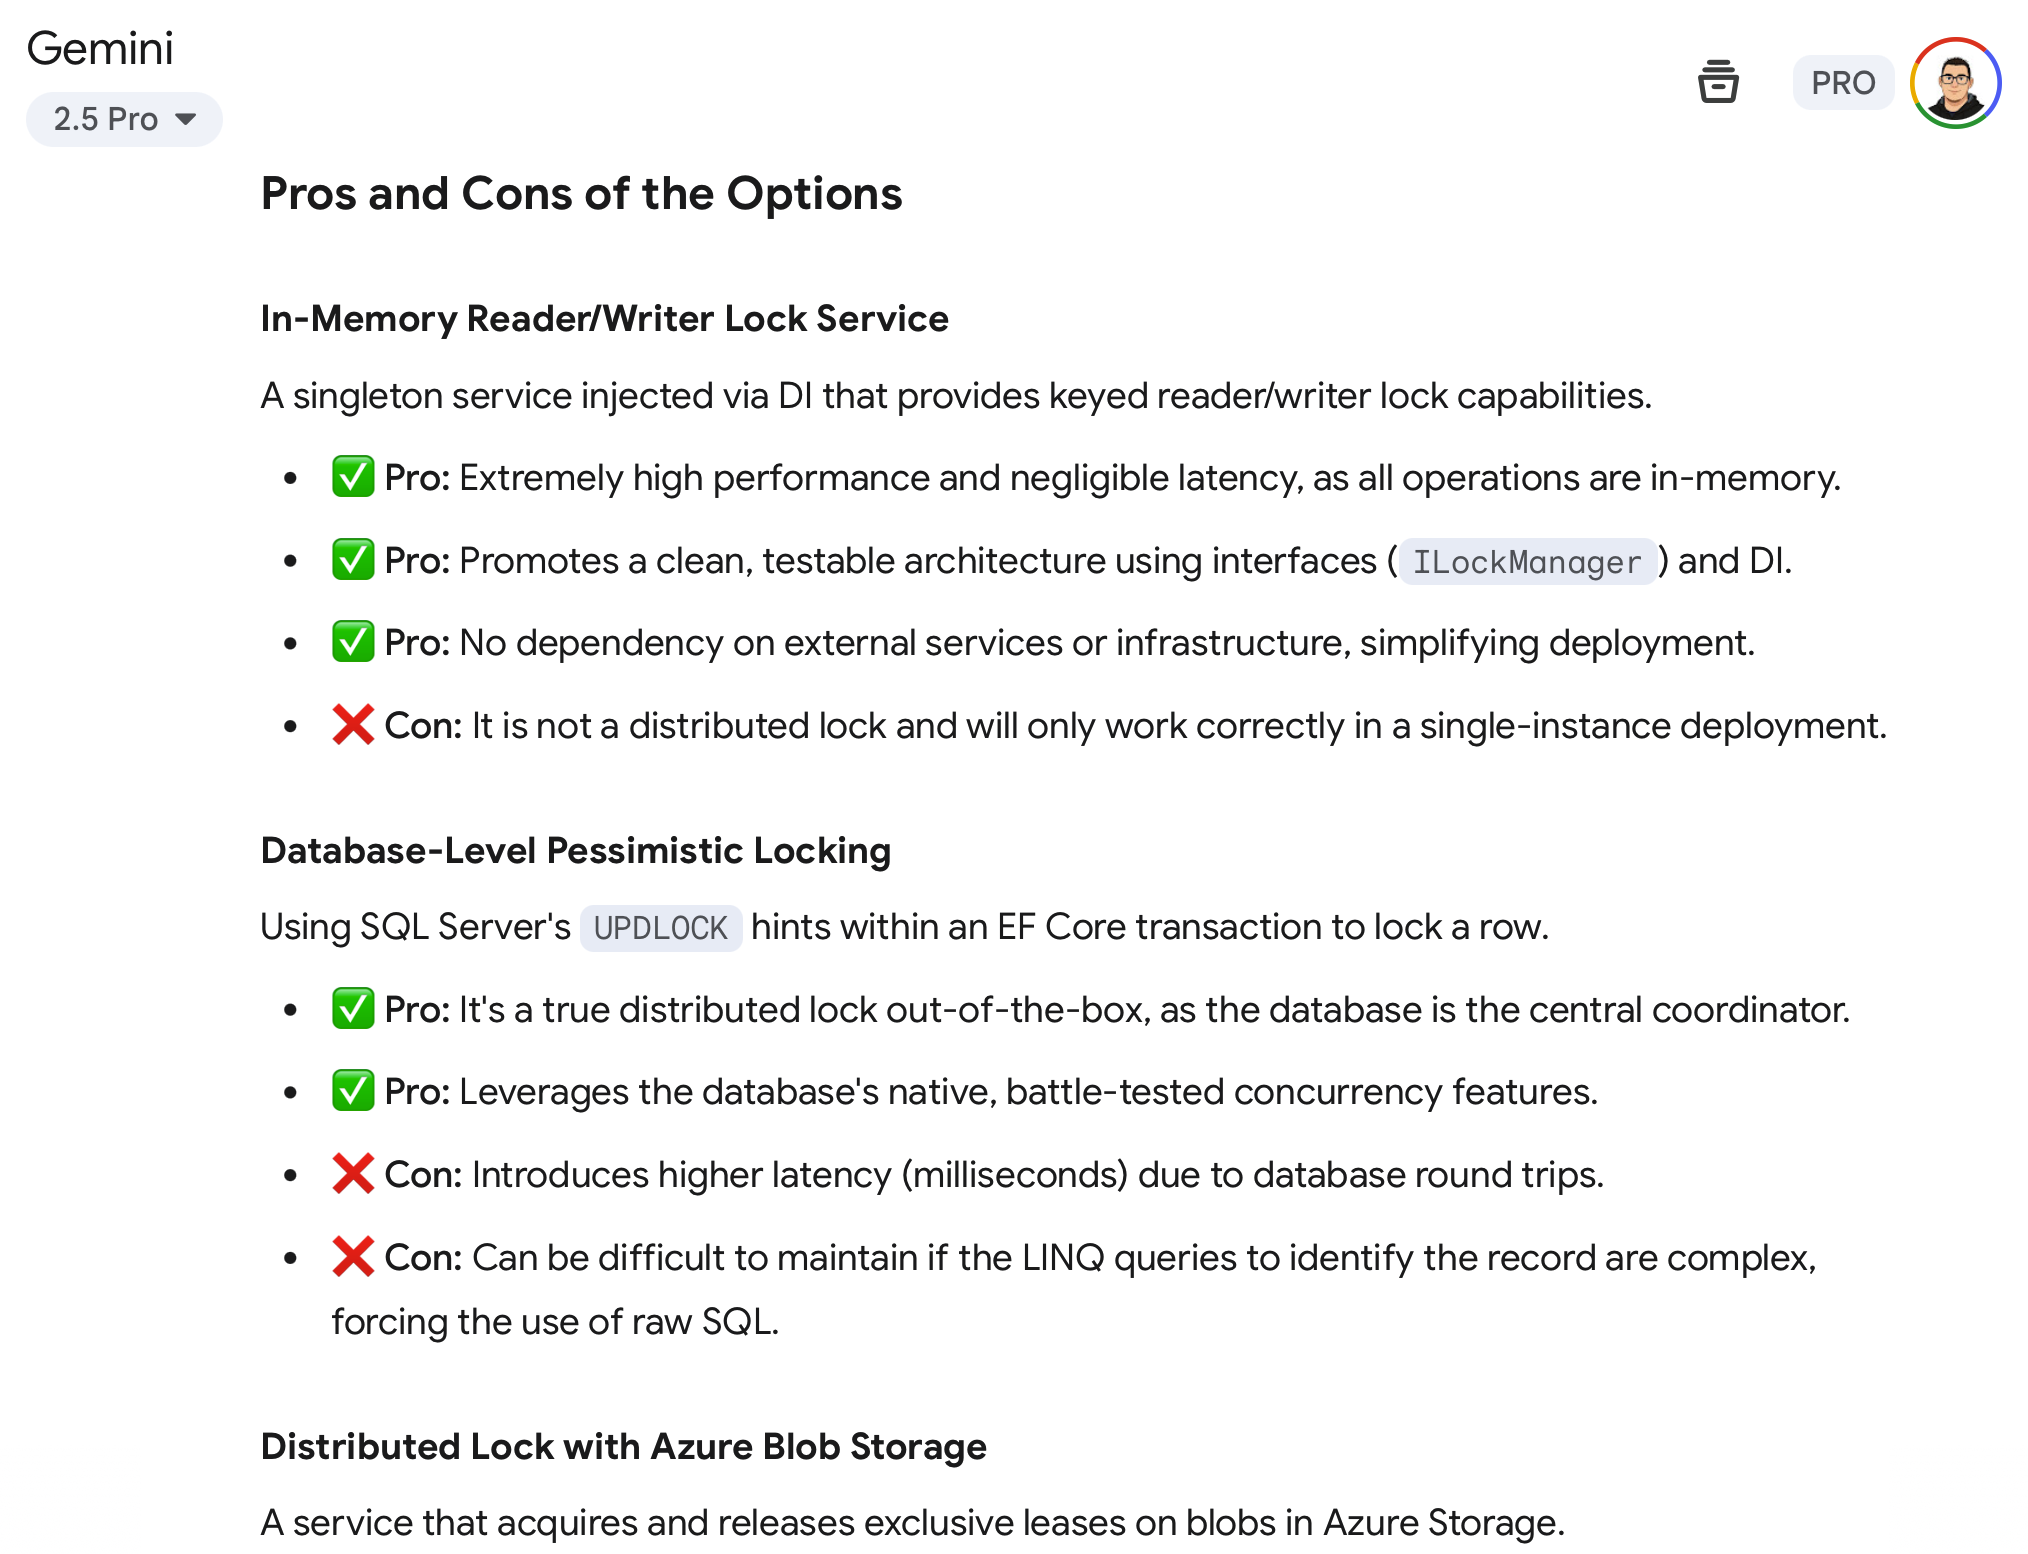 Gemini
2.5 Pro
PRO
Pros and Cons of the Options
In-Memory Reader/Writer Lock Service
A singleton service injected via DI that provides keyed reader/writer lock capabilities.
• ✅ Pro: Extremely high performance and negligible latency, as all operations are in-memory.
• ✅ Pro: Promotes a clean, testable architecture using interfaces (ILockManager) and DI.
• ✅ Pro: No dependency on external services or infrastructure, simplifying deployment.
• ❌ Con: It is not a distributed lock and will only work correctly in a single-instance deployment.
Database-Level Pessimistic Locking
Using SQL Server's UPDLOCK hints within an EF Core transaction to lock a row.
• ✅ Pro: It's a true distributed lock out-of-the-box, as the database is the central coordinator.
• ✅ Pro: Leverages the database's native, battle-tested concurrency features.
• ❌ Con: Introduces higher latency (milliseconds) due to database round trips.
• ❌ Con: Can be difficult to maintain if the LINQ queries to identify the record are complex,
forcing the use of raw SQL.
Distributed Lock with Azure Blob Storage
A service that acquires and releases exclusive leases on blobs in Azure Storage.